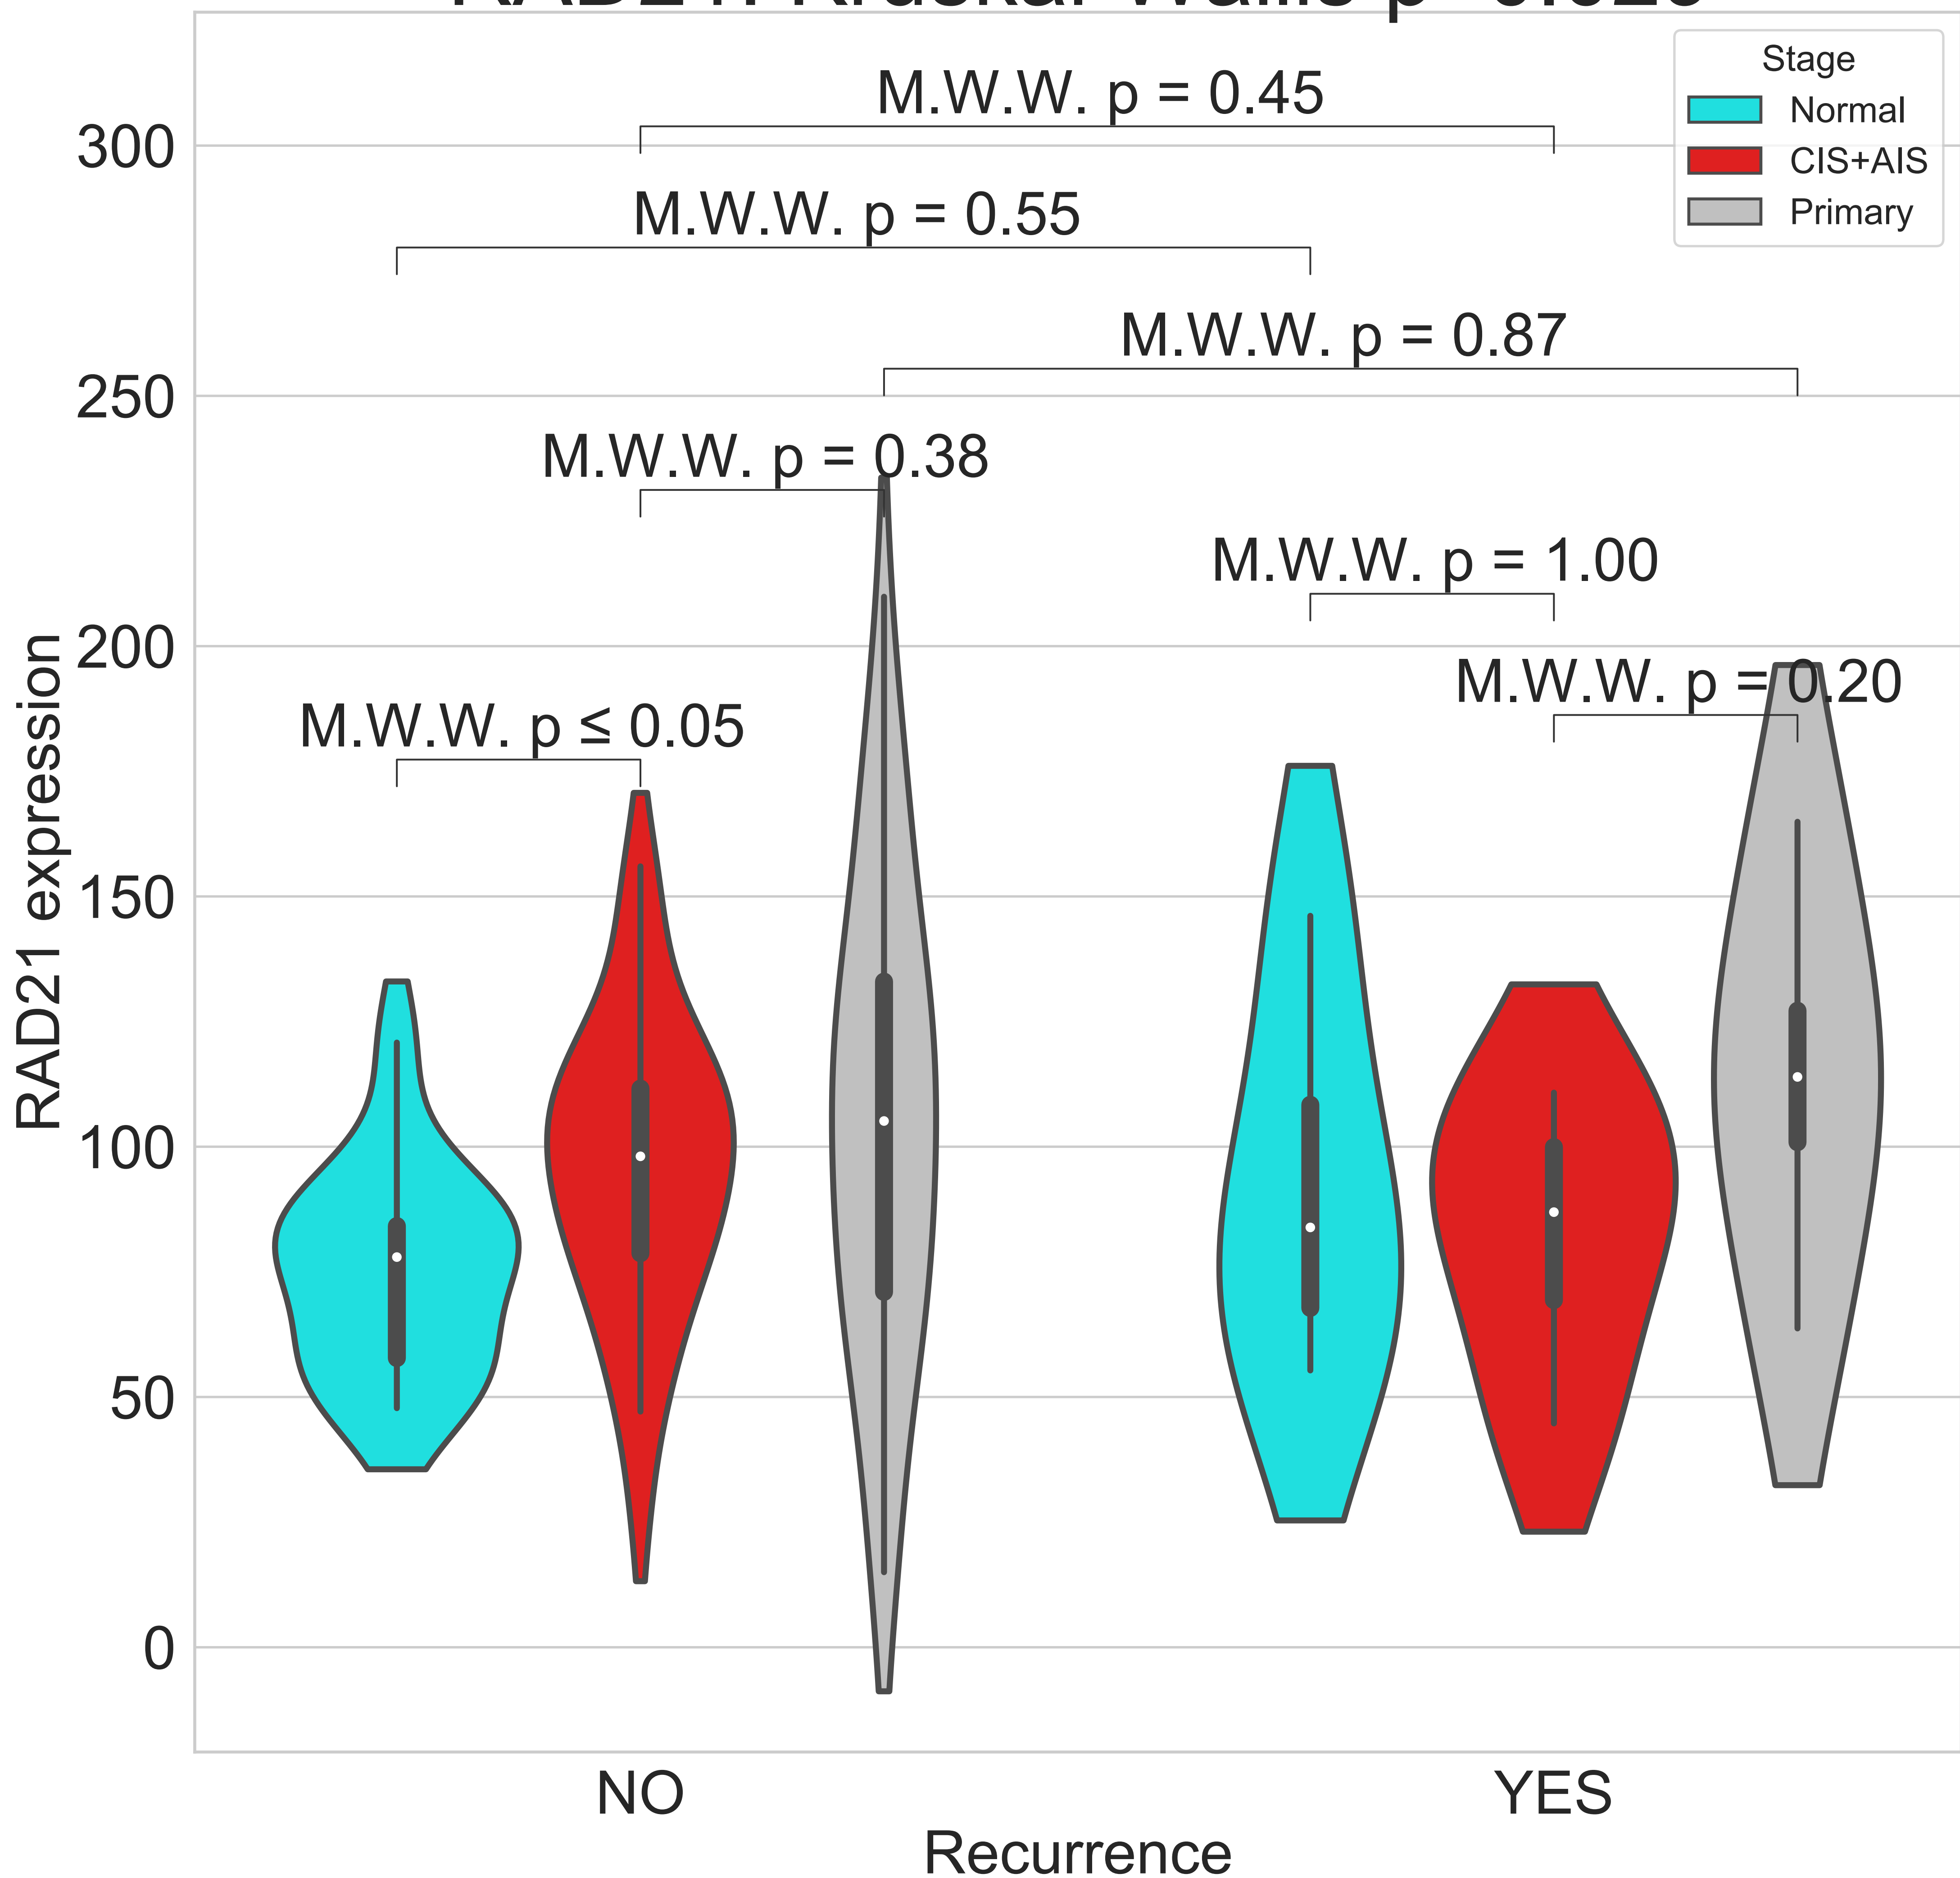 Stage
Normal
CIS+AIS
Primary
M.W.W. p = 0.45
M.W.W. p = 0.55
M.W.W. p = 0.87
M.W.W. p = 0.38
M.W.W. p = 1.00
M.W.W. p = 0.20
M.W.W. p ≤ 0.05
300
250
200
150
100
50
0
RAD21 expression
NO
YES
Recurrence